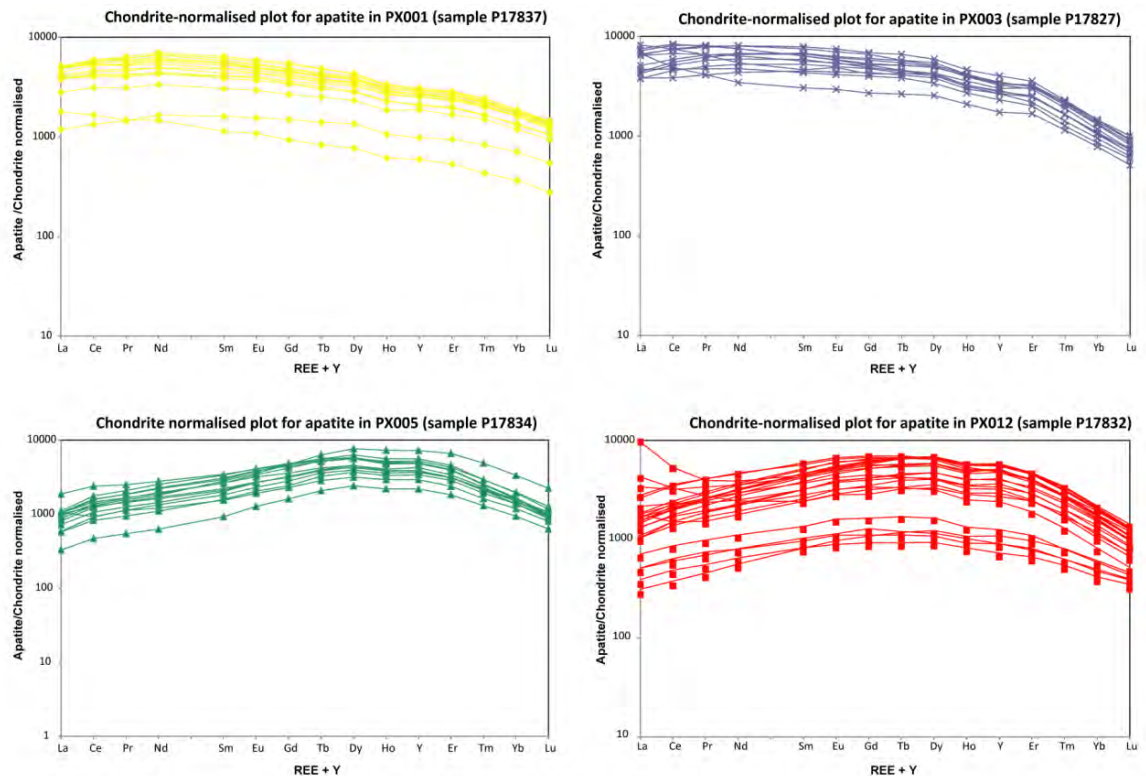 Chondrite-normalised plot for apatite in PX001 (sample P17837)
10000
1000
100
10
Apatite /Chondrite normalised
La Ce Pr Nd Sm Eu Gd Tb Dy Ho Y Er Tm Yb Lu
REE + Y
Chondrite-normalised plot for apatite in PX003 (sample P17827)
10000
1000
100
10
Apatite/Chondrite normalised
La Ce Pr Nd Sm Eu Gd Tb Dy Ho Y Er Tm Yb Lu
REE + Y
Chondrite normalised plot for apatite in PX005 (sample P17834)
10000
1000
100
10
1
Apatite/Chondrite normalised
La Ce Pr Nd Sm Eu Gd Tb Dy Ho Y Er Tm Yb Lu
REE + Y
Chondrite-normalised plot for apatite in PX012 (sample P17832)
10000
1000
100
10
Apatite/Chondrite normalised
La Ce Pr Nd Sm Eu Gd Tb Dy Ho Y Er Tm Yb Lu
REE + Y